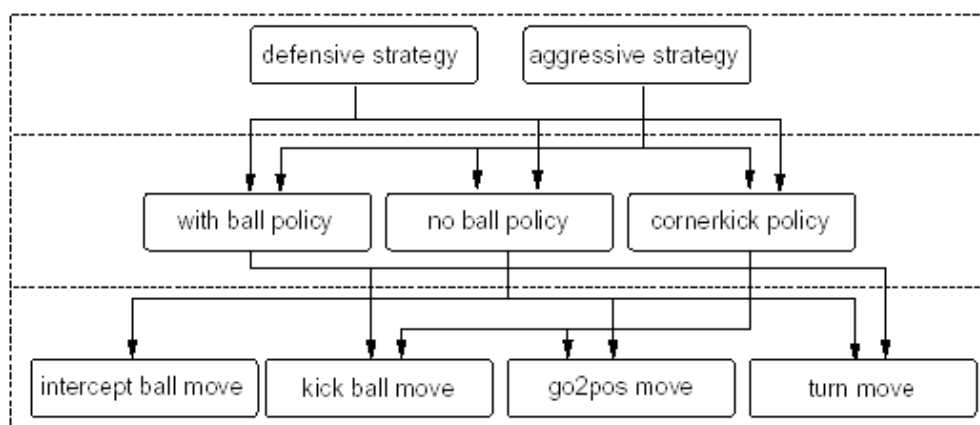 defensive strategy
aggressive strategy
with ball policy
no ball policy
cornerkick policy
intercept ball move
kick ball move
go2pos move
turn move